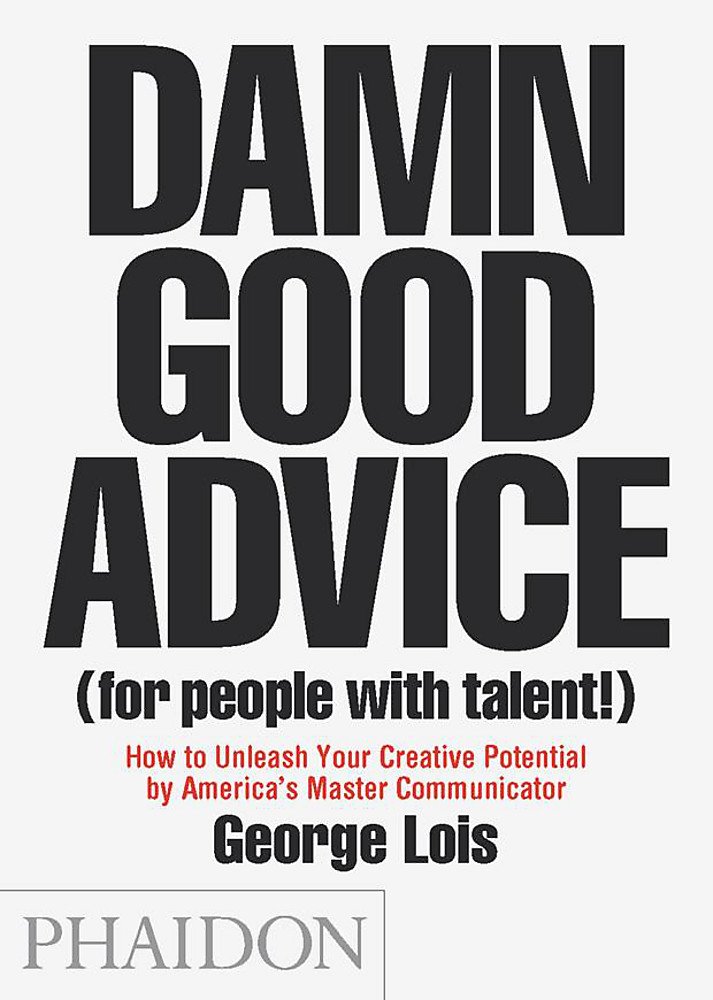 DAMN
GOOD
ADVICE
(for people with talent!)
How to Unleash Your Creative Potential
by America's Master Communicator
George Lois
PHAIDON